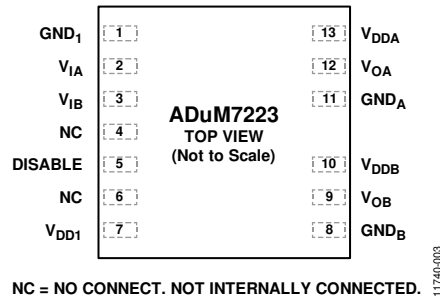 GND1 1 13 VDDA
VIA 2 12 VOA
VIB 3 11 GNDA
NC 4
ADuM7223
TOP VIEW
(Not to Scale)
DISABLE 5 10 VDDB
NC 6 9 VOB
VDD1 7 8 GNDB
NC = NO CONNECT. NOT INTERNALLY CONNECTED.
11740-003